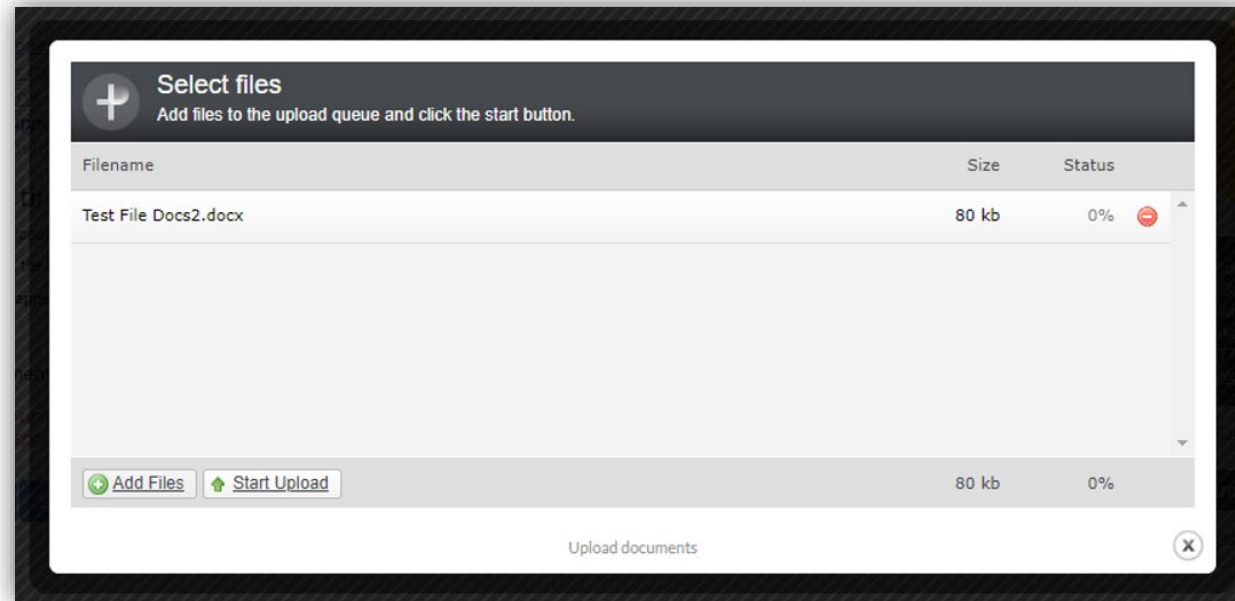 Select files
Add files to the upload queue and click the start button.
Filename Size Status
Test File Docs2.docx 80 kb 0%
Add Files Start Upload 80 kb 0%
Upload documents
X